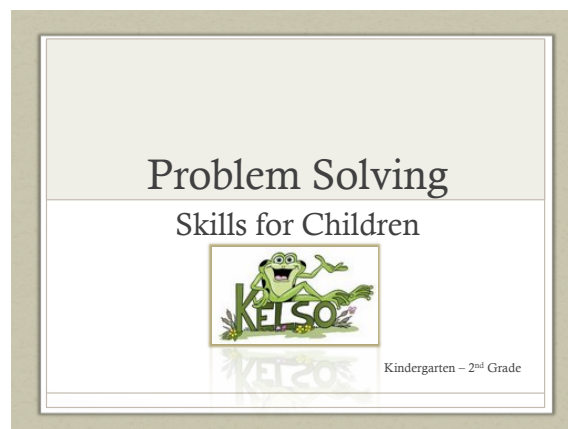 Problem Solving
Skills for Children
KELSO
Kindergarten – 2nd Grade